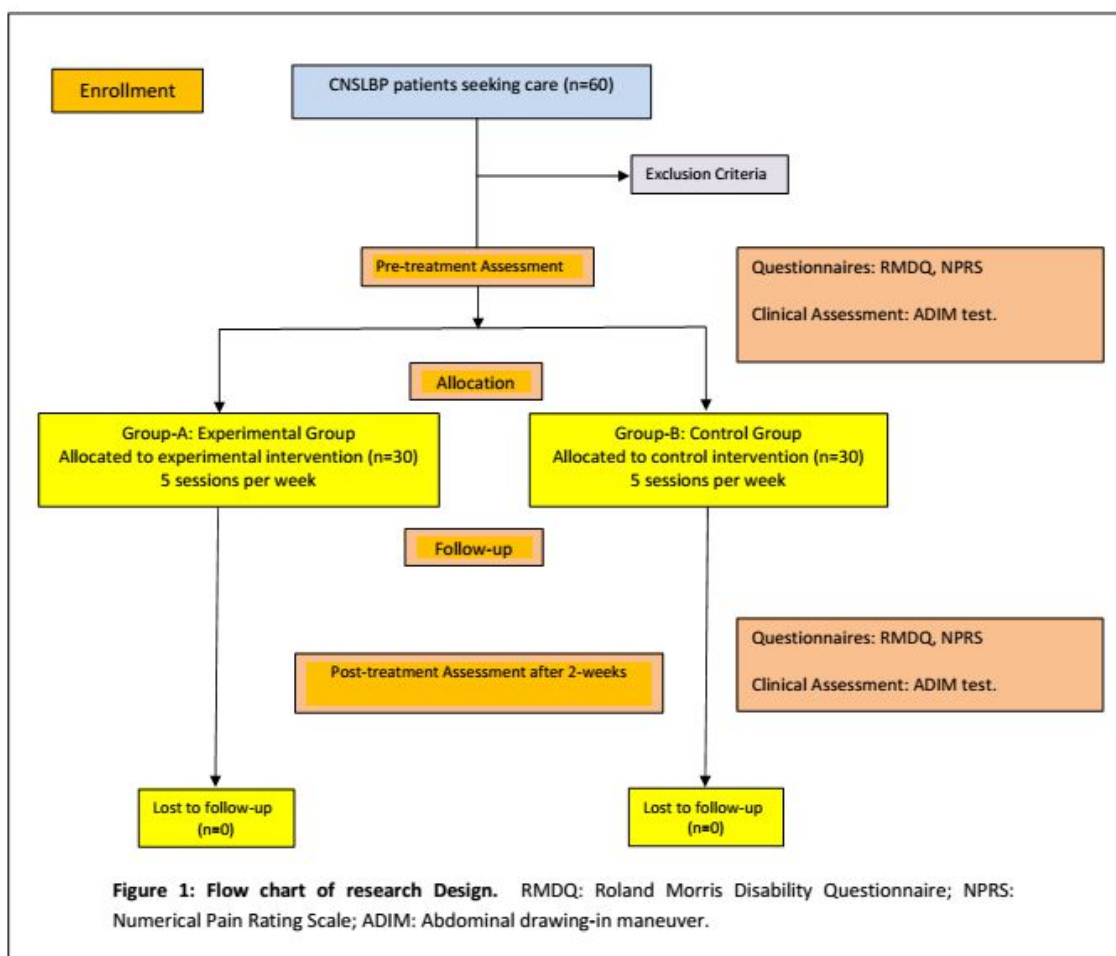 Enrollment
CNSLBP patients seeking care (n=60)
Exclusion Criteria
Pre-treatment Assessment
Questionnaires: RMDQ, NPRS
Clinical Assessment: ADIM test.
Allocation
Group-A: Experimental Group
Allocated to experimental intervention (n=30)
5 sessions per week
Group-B: Control Group
Allocated to control intervention (n=30)
5 sessions per week
Follow-up
Questionnaires: RMDQ, NPRS
Clinical Assessment: ADIM test.
Post-treatment Assessment after 2-weeks
Lost to follow-up
(n=0)
Lost to follow-up
(n=0)
Figure 1: Flow chart of research Design. RMDQ: Roland Morris Disability Questionnaire; NPRS:
Numerical Pain Rating Scale; ADIM: Abdominal drawing-in maneuver.